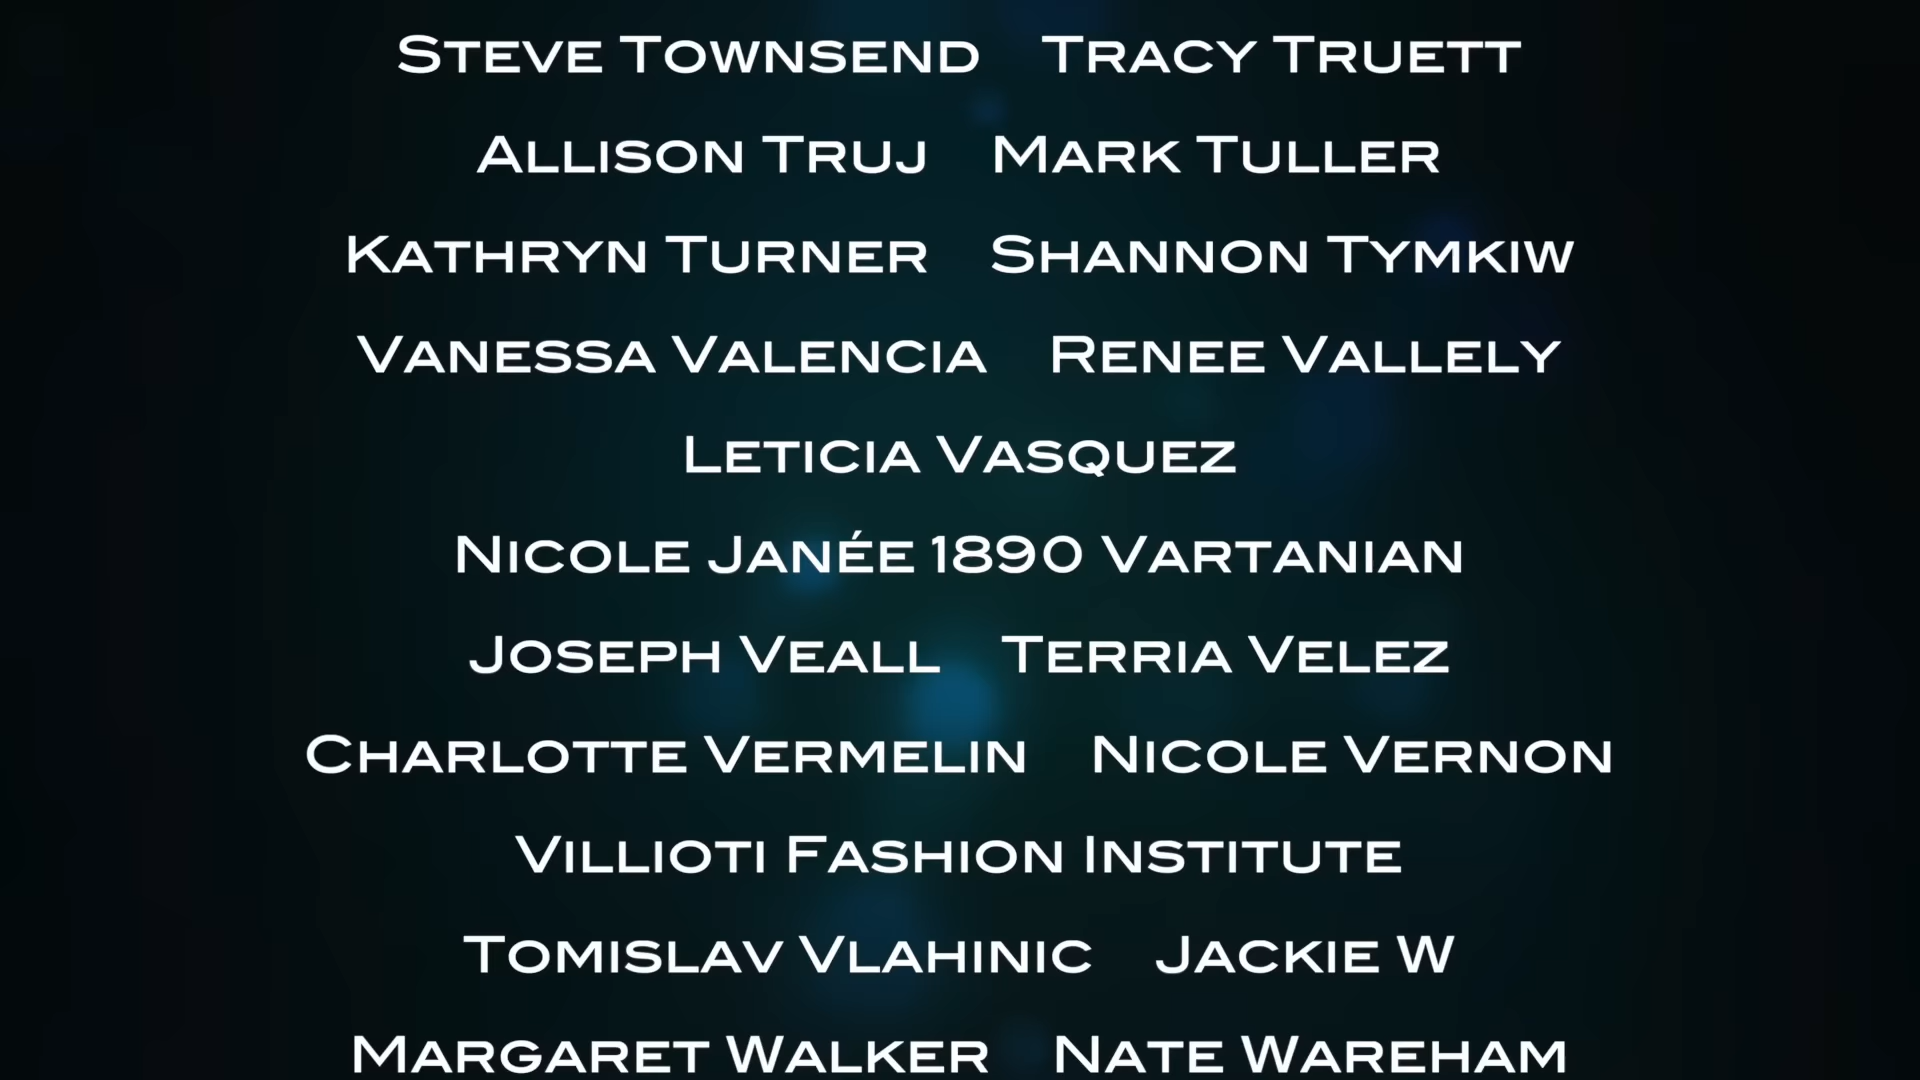 Steve Townsend Tracy Truett
Allison Truj Mark Tuller
Kathryn Turner Shannon Tymkiw
Vanessa Valencia Renee Vallely
Leticia Vasquez
Nicole Janée 1890 Vartanian
Joseph Veall Terria Velez
Charlotte Vermelin Nicole Vernon
Villioti Fashion Institute
Tomislav Vlahinic Jackie W
Margaret Walker Nate Wareham